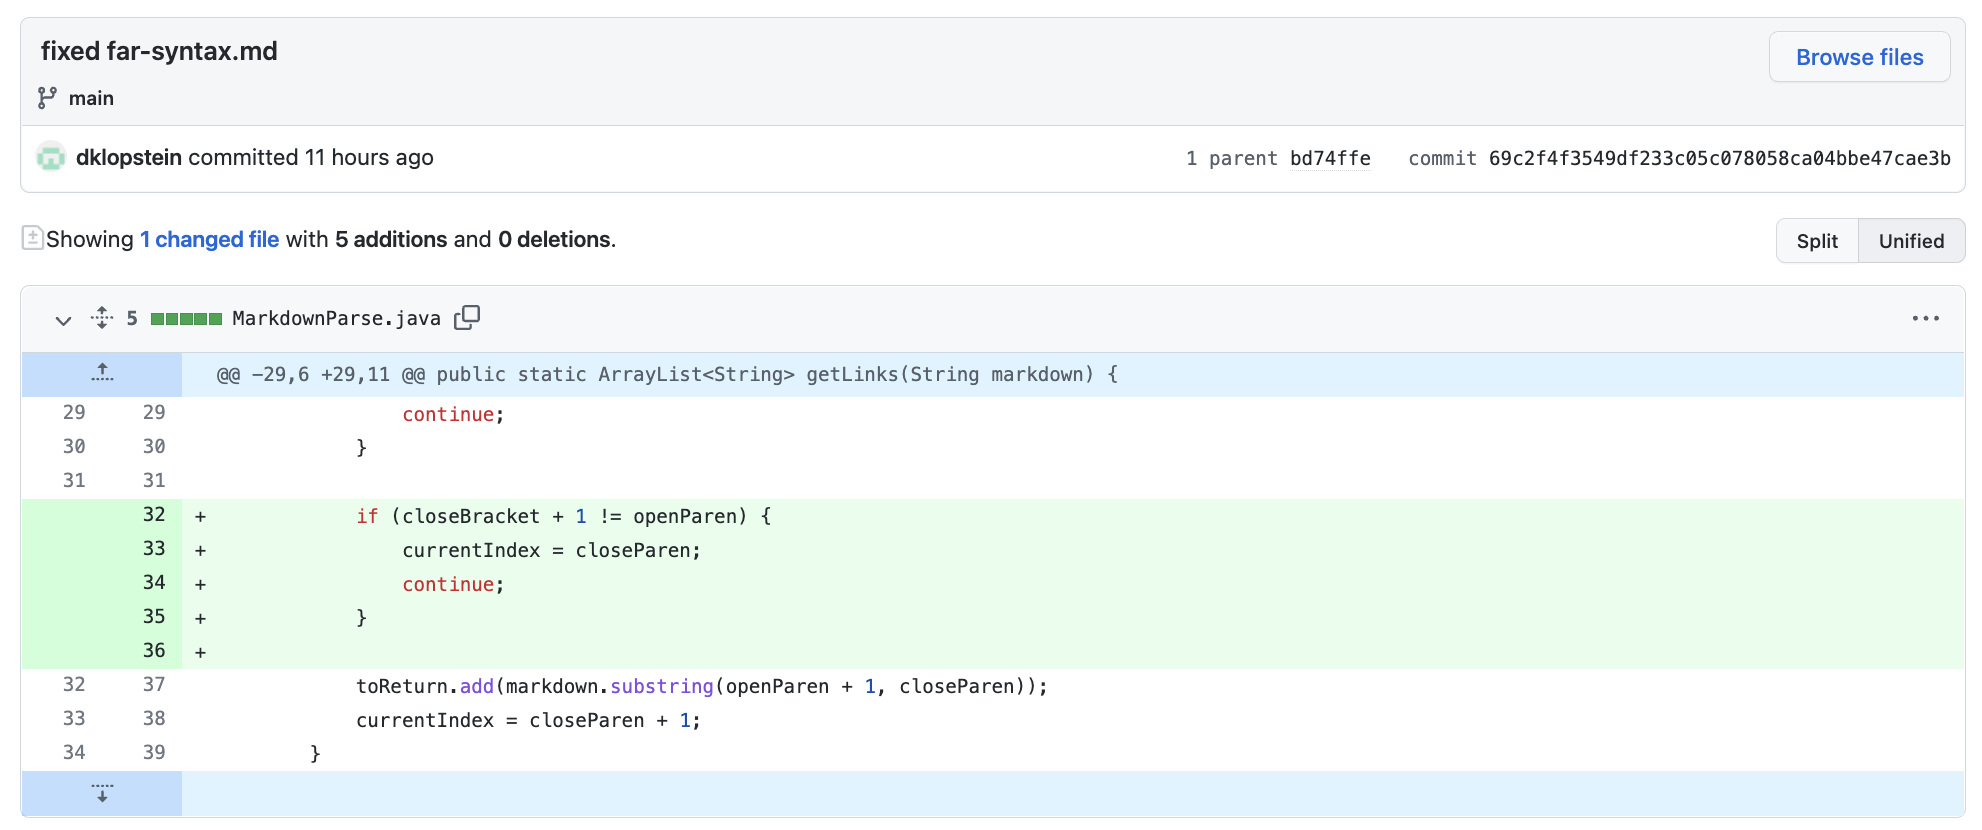 fixed far-syntax.md
Browse files
main
dklopstein committed 11 hours ago
1 parent bd74ffe commit 69c2f4f3549df233c05c078058ca04bbe47cae3b
Showing 1 changed file with 5 additions and 0 deletions.
Split Unified
5 MarkdownParse.java
@@ -29,6 +29,11 @@ public static ArrayList<String> getLinks(String markdown) {
29 29 continue;
30 30 }
31 31
32 + if (closeBracket + 1 != openParen) {
33 + currentIndex = closeParen;
34 + continue;
35 + }
36 +
32 37 toReturn.add(markdown.substring(openParen + 1, closeParen));
33 38 currentIndex = closeParen + 1;
34 39 }